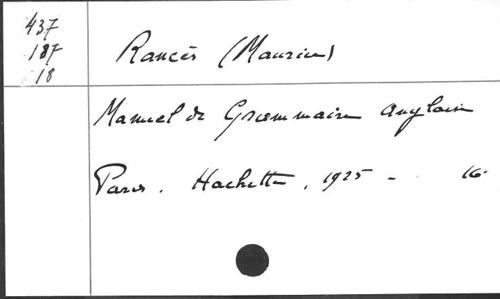 437
187
18
Rancès (Maurice)
Manuel de Grammaire anglaise
Paris. Hachette, 1925 - 16